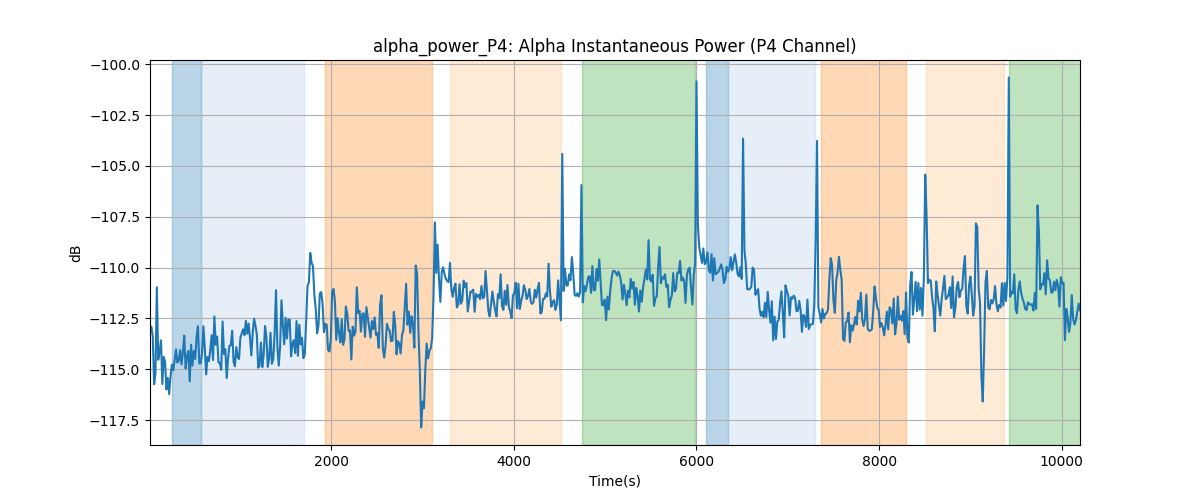 alpha_power_P4: Alpha Instantaneous Power (P4 Channel)
−100.0
−102.5
−105.0
−107.5
−110.0
−112.5
−115.0
−117.5
dB
2000 4000 6000 8000 10000
Time(s)